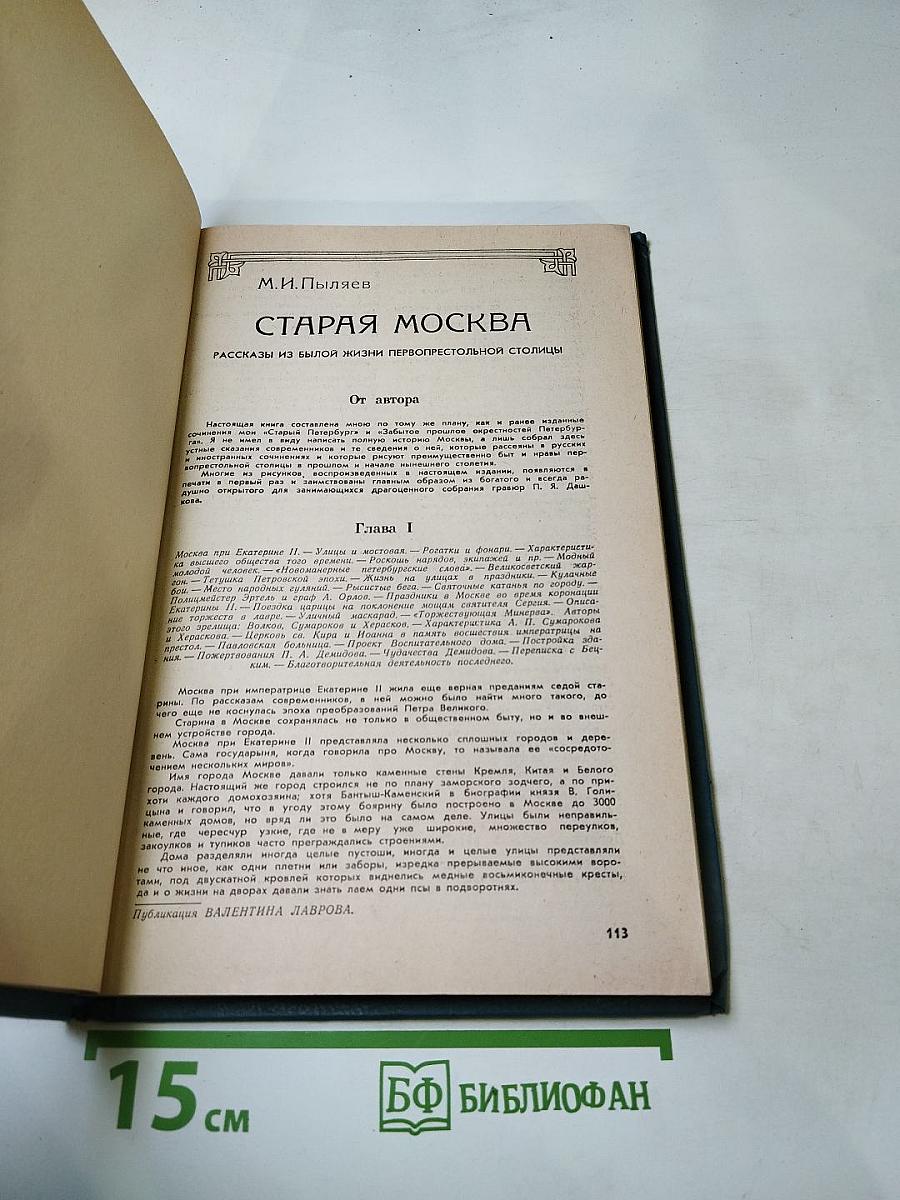 М.И.Пыляев
СТАРАЯ МОСКВА
РАССКАЗЫ ИЗ БЫЛОЙ ЖИЗНИ ПЕРВОПРЕСТОЛЬНОЙ СТОЛИЦЫ
От автора
Настоящая книга составлена мною по тому же плану, как и ранее изданные
сочинения мои «Старый Петербург» и «Забытое прошлое окрестностей Петербур-
га». Я не имел в виду написать полную историю Москвы, а лишь собрал здесь
устные сказания современников и те сведения о ней, которые рассеяны в русских
и иностранных сочинениях и которые рисуют преимущественно быт и нравы пер-
вопрестольной столицы в прошлом и начале нынешнего столетия.
Многие из рисунков, воспроизведенных в настоящем издании, появляются в
печати в первый раз и заимствованы главным образом из богатого и всегда ра-
душно открытого для занимающихся драгоценного собрания гравюр П. Я. Даш-
кова.
Глава I
Москва при Екатерине II. — Улицы и мостовая. — Рогатки и фонари. — Характеристи-
ка высшего общества того времени. — Роскошь нарядов, экипажей и пр. — Модный
молодой человек. — «Новоманерные петербургские слова». — Великосветский жар-
гон. — Тетушка Петровской эпохи. — Жизнь на улицах в праздники. — Кулачные
бои. — Место народных гуляний. — Рысистые бега. — Святочные катанья по городу. —
Полицмейстер Эртель и граф А. Орлов. — Праздники в Москве во время коронации
Екатерины II. — Поездка царицы на поклонение мощам святителя Сергия. — Описа-
ние торжеств в лавре. — Уличный маскарад. — «Торжествующая Минерва». Авторы
этого зрелища: Волков, Сумароков и Херасков. — Характеристика А. П. Сумарокова
и Хераскова. — Церковь св. Кира и Иоанна в память восшествия императрицы на
престол. — Павловская больница. — Проект Воспитательного дома. — Постройка зда-
ния. — Пожертвования П. А. Демидова. — Чудачества Демидова. — Переписка с Бец-
ким. — Благотворительная деятельность последнего.
Москва при императрице Екатерине II жила еще верная преданиям седой ста-
рины. По рассказам современников, в ней можно было найти много такого, до
чего еще не коснулась эпоха преобразований Петра Великого.
Старина в Москве сохранялась не только в общественном быту, но и во внеш-
нем устройстве города.
Москва при Екатерине II представляла несколько сплошных городов и дере-
вень. Сама государыня, когда говорила про Москву, то называла ее «сосредото-
чением нескольких миров».
Имя города Москве давали только каменные стены Кремля, Китая и Белого
города. Настоящий же город строился не по плану заморского зодчего, а по при-
хоти каждого домохозяина; хотя Бантыш-Каменский в биографии князя В. Голи-
цына и говорил, что в угоду этому боярину было построено в Москве до 3000
каменных домов, но вряд ли это было на самом деле. Улицы были неправиль-
ные, где чересчур узкие, где не в меру уже широкие, множество переулков,
закоулков и тупиков часто преграждались строениями.
Дома разделяли иногда целые пустоши, иногда и целые улицы представляли
не что иное, как одни плетни или заборы, изредка прерываемые высокими воро-
тами, под двускатной кровлей которых виднелись медные восьмиконечные кресты,
да и о жизни на дворах давали знать лаем одни псы в подворотнях.
Публикация ВАЛЕНТИНА ЛАВРОВА.
113
15 см
БФ БИБЛИОФАН